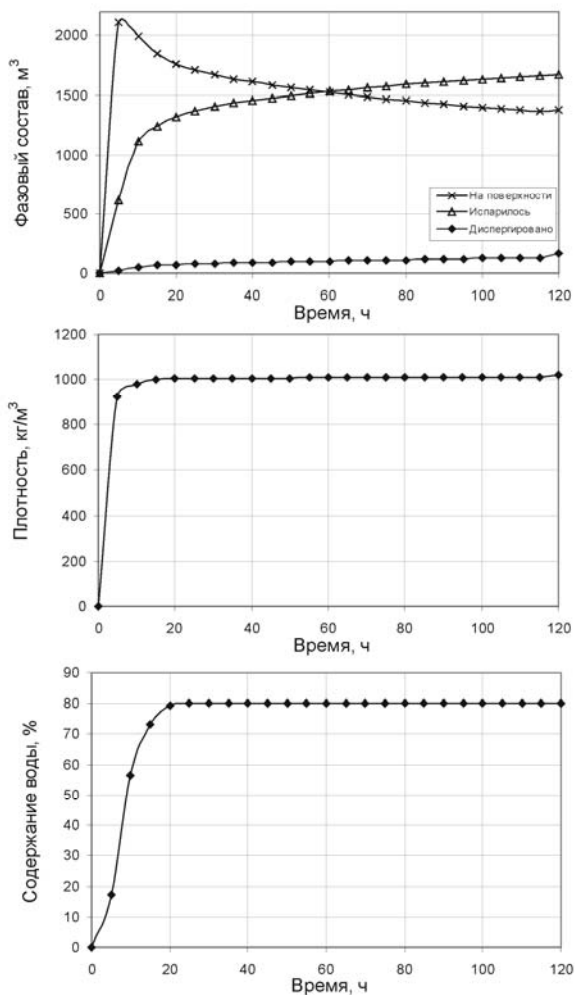 Фазовый состав, м³
2000
1500
1000
500
0
На поверхности
Испарилось
Диспергировано
0 20 40 60 80 100 120
Время, ч
Плотность, кг/м³
1200
1000
800
600
400
200
0
0 20 40 60 80 100 120
Время, ч
Содержание воды, %
90
80
70
60
50
40
30
20
10
0
0 20 40 60 80 100 120
Время, ч